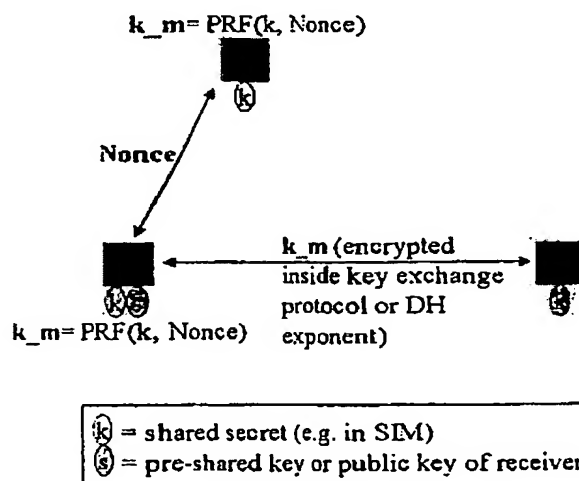 k_m= PRF(k, Nonce)
k
Nonce
k_m (encrypted
inside key exchange
protocol or DH
exponent)
k
k_m= PRF(k, Nonce)
k = shared secret (e.g. in SIM)
s = pre-shared key or public key of receiver